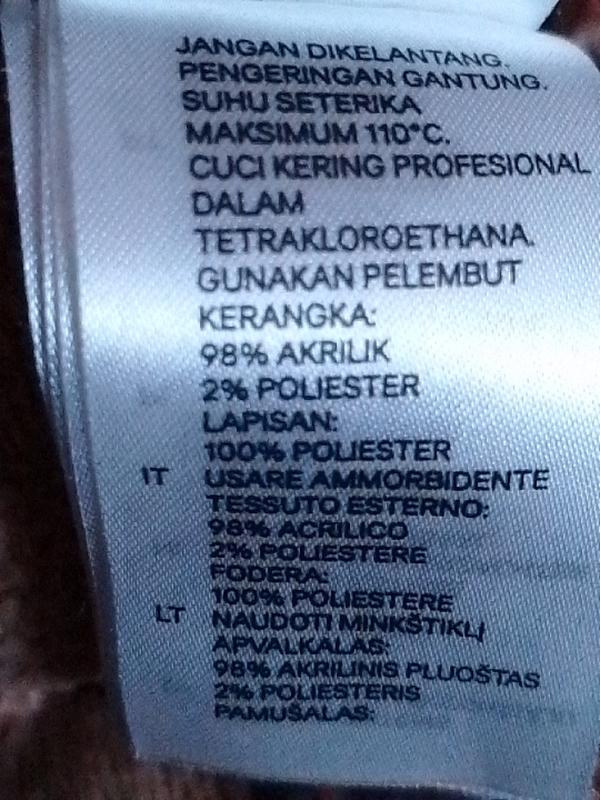 JANGAN DIKELANTANG.
PENGERINGAN GANTUNG.
SUHU SETERIKA
MAKSIMUM 110°C.
CUCI KERING PROFESIONAL
DALAM
TETRAKLOROETHANA.
GUNAKAN PELEMBUT
KERANGKA:
98% AKRILIK
2% POLIESTER
LAPISAN:
100% POLIESTER
IT USARE AMMORBIDENTE
TESSUTO ESTERNO:
98% ACRILICO
2% POLIESTERE
FODERA:
100% POLIESTERE
LT NAUDOTI MINKŠTIKLĮ
APVALKALAS:
98% AKRILINIS PLUOŠTAS
2% POLIESTERIS
PAMUŠALAS: